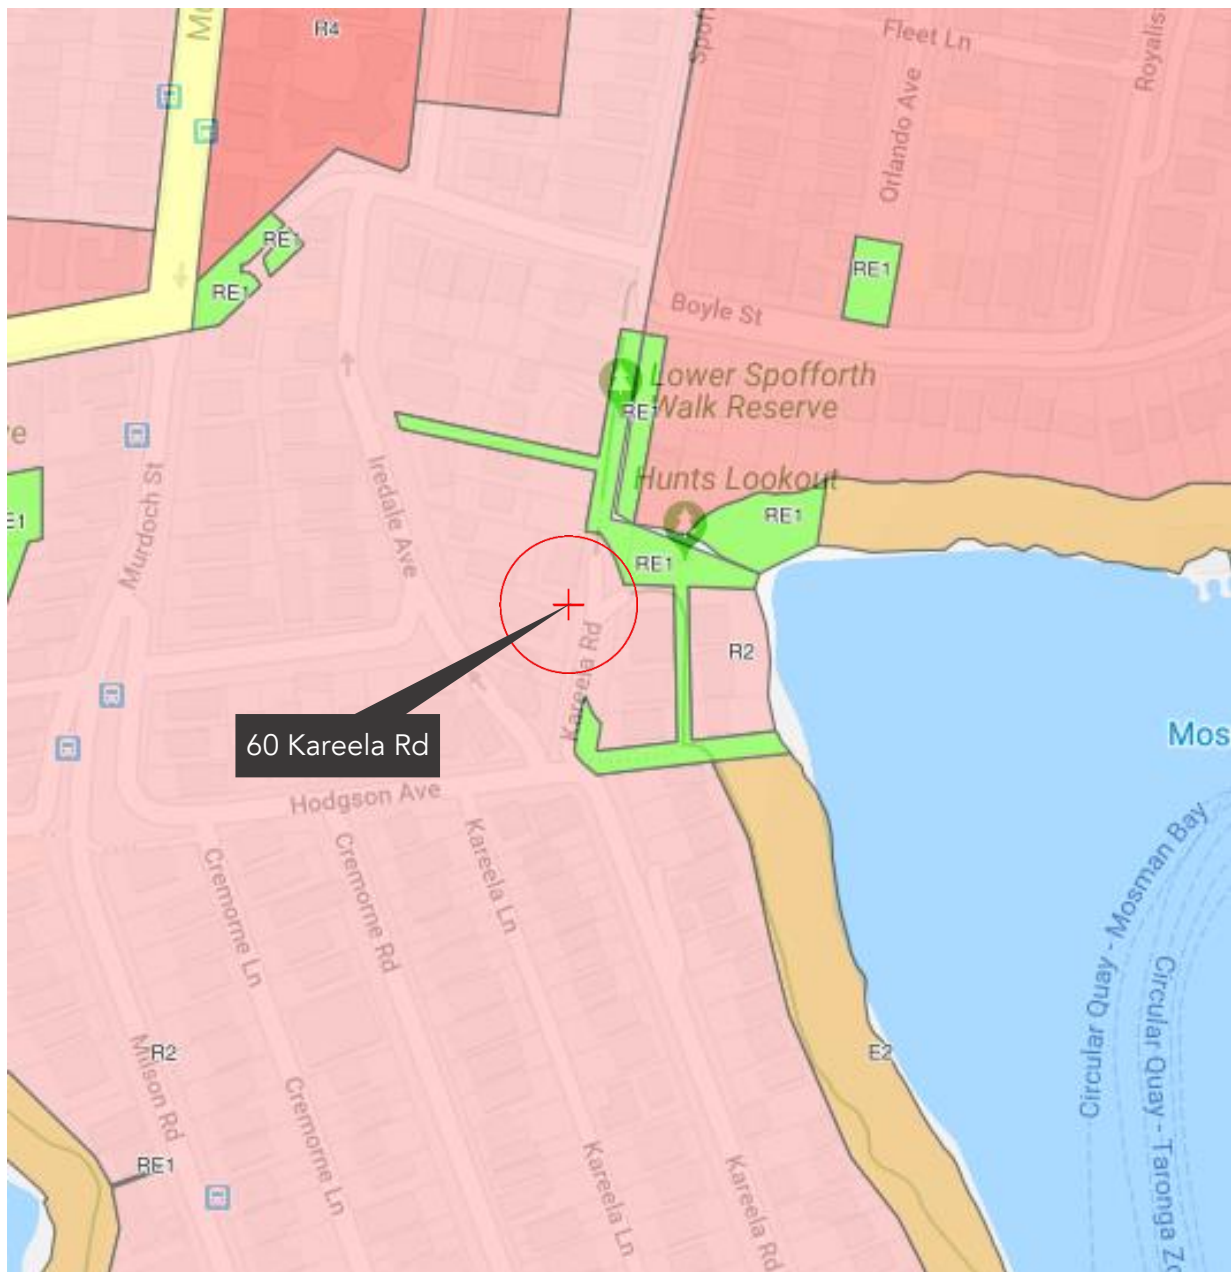 R4
Fleet Ln
Orlando Ave
RE1
RE1
RE1
Boyle St
Lower Spofforth
Walk Reserve
RE1
Hunts Lookout
RE1
RE1
E1
Murdoch St
Iredale Ave
Kareela Rd
R2
60 Kareela Rd
Mos
Hodgson Ave
Cremorne Ln
Cremorne Rd
Kareela Ln
Circular Quay - Mosman Bay
Circular Quay - Taronga Zo
E2
R2
Milson Rd
RE1
Cremorne Ln
Kareela Ln
Kareela Rd